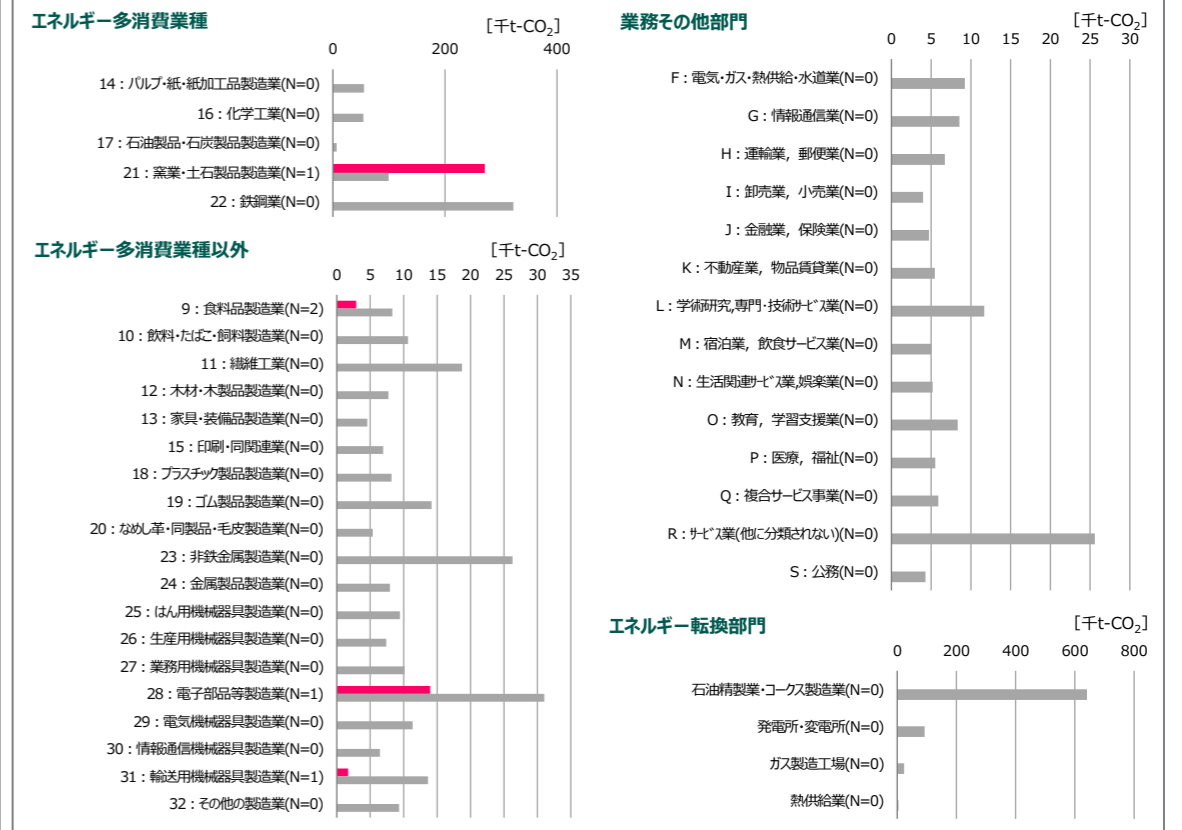 エネルギー多消費業種
[千t-CO2]
0 200 400
14：パルプ・紙・紙加工品製造業(N=0)
16：化学工業(N=0)
17：石油製品・石炭製品製造業(N=0)
21：窯業・土石製品製造業(N=1)
22：鉄鋼業(N=0)
エネルギー多消費業種以外
[千t-CO2]
0 5 10 15 20 25 30 35
9：食料品製造業(N=2)
10：飲料・たばこ・飼料製造業(N=0)
11：繊維工業(N=0)
12：木材・木製品製造業(N=0)
13：家具・装備品製造業(N=0)
15：印刷・同関連業(N=0)
18：プラスチック製品製造業(N=0)
19：ゴム製品製造業(N=0)
20：なめし革・同製品・毛皮製造業(N=0)
23：非鉄金属製造業(N=0)
24：金属製品製造業(N=0)
25：はん用機械器具製造業(N=0)
26：生産用機械器具製造業(N=0)
27：業務用機械器具製造業(N=0)
28：電子部品等製造業(N=1)
29：電気機械器具製造業(N=0)
30：情報通信機械器具製造業(N=0)
31：輸送用機械器具製造業(N=1)
32：その他の製造業(N=0)
業務その他部門
[千t-CO2]
0 5 10 15 20 25 30
F：電気・ガス・熱供給・水道業(N=0)
G：情報通信業(N=0)
H：運輸業，郵便業(N=0)
I：卸売業，小売業(N=0)
J：金融業，保険業(N=0)
K：不動産業，物品賃貸業(N=0)
L：学術研究,専門・技術サービス業(N=0)
M：宿泊業，飲食サービス業(N=0)
N：生活関連サービス業,娯楽業(N=0)
O：教育，学習支援業(N=0)
P：医療，福祉(N=0)
Q：複合サービス事業(N=0)
R：サービス業(他に分類されない)(N=0)
S：公務(N=0)
エネルギー転換部門
[千t-CO2]
0 200 400 600 800
石油精製業・コークス製造業(N=0)
発電所・変電所(N=0)
ガス製造工場(N=0)
熱供給業(N=0)